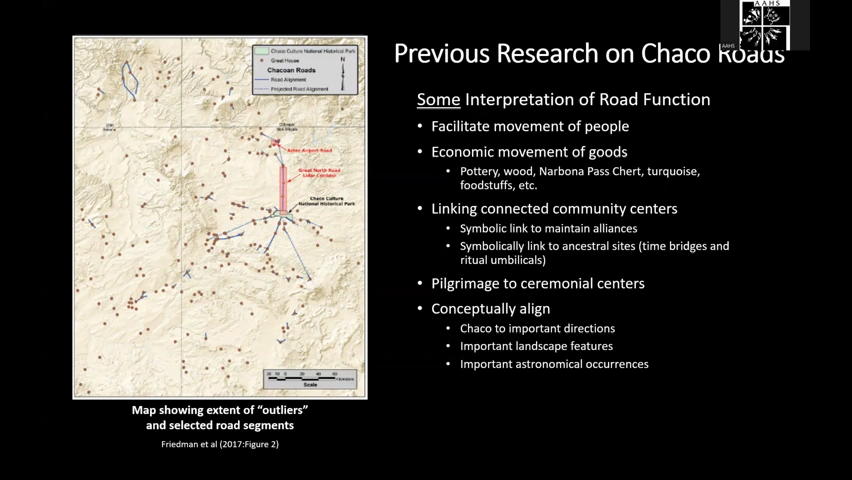 AAHS
AAHS
Previous Research on Chaco Roads
Chaco Culture National Historical Park
Great House
N
Chacoan Roads
Road Alignment
Projected Road Alignment
Aztec Airport Road
Great North Road
Lidar Corridor
Chaco Culture
National Historical Park
Scale
Map showing extent of “outliers”
and selected road segments
Friedman et al (2017:Figure 2)
Some Interpretation of Road Function
• Facilitate movement of people
• Economic movement of goods
• Pottery, wood, Narbona Pass Chert, turquoise,
foodstuffs, etc.
• Linking connected community centers
• Symbolic link to maintain alliances
• Symbolically link to ancestral sites (time bridges and
ritual umbilicals)
• Pilgrimage to ceremonial centers
• Conceptually align
• Chaco to important directions
• Important landscape features
• Important astronomical occurrences